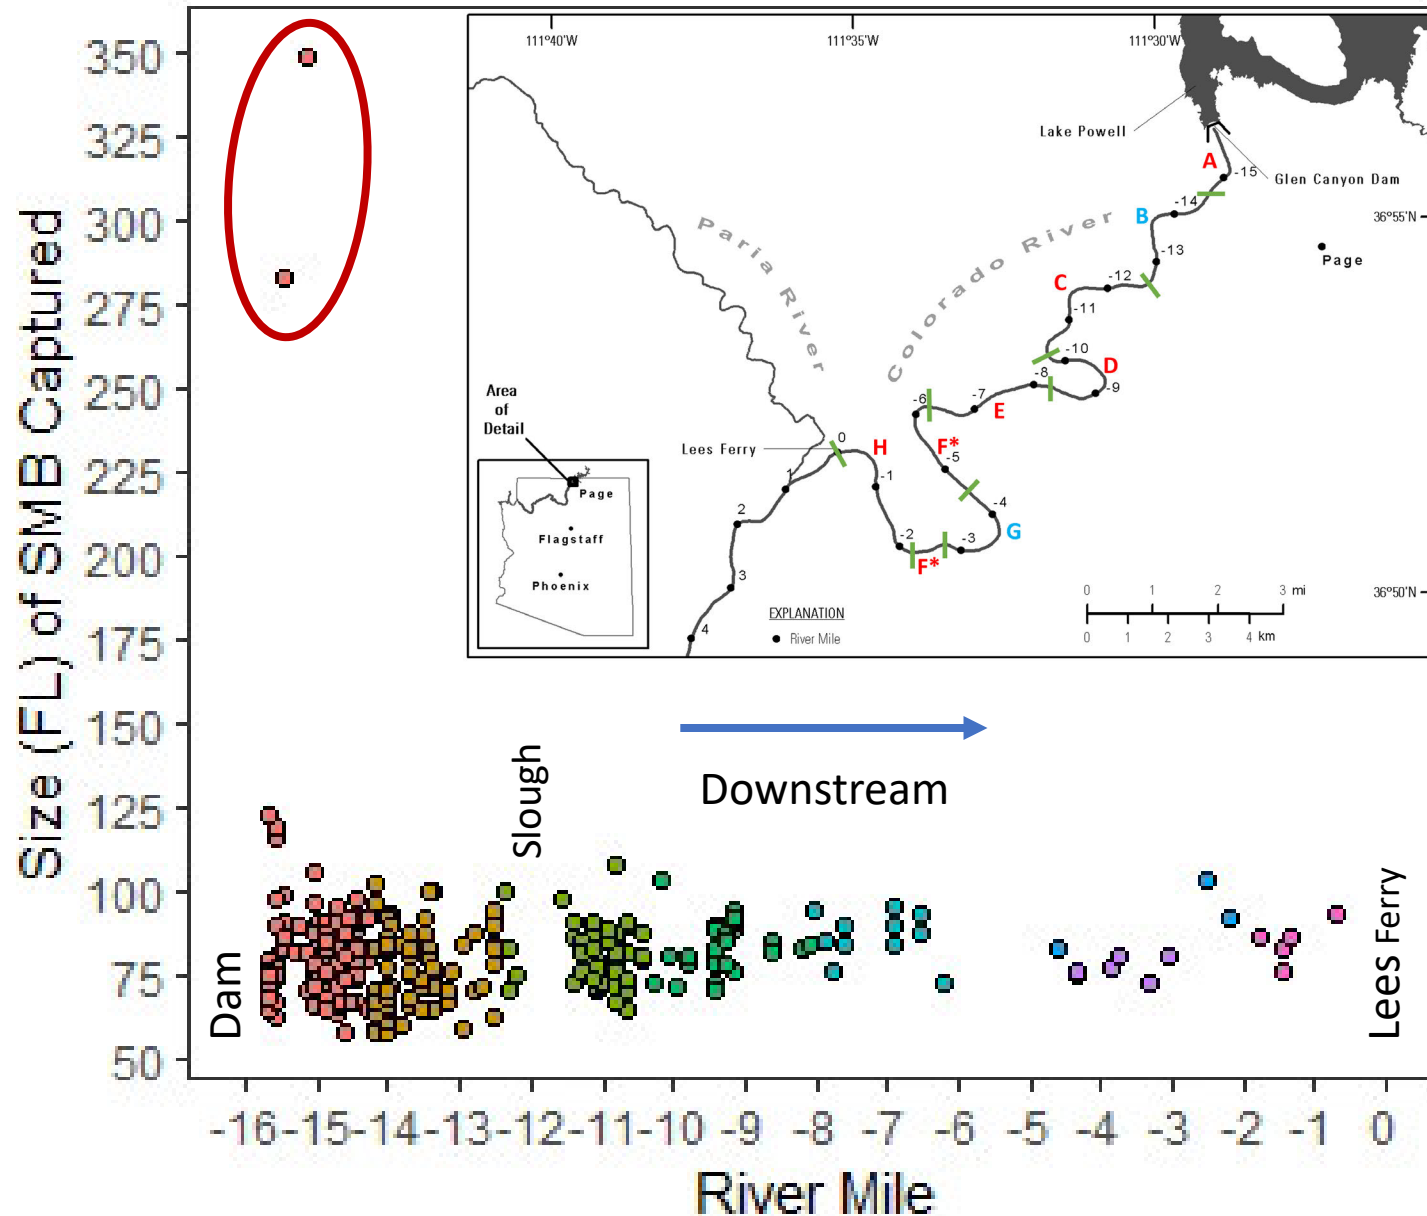 Size (FL) of SMB Captured
350
325
300
275
250
225
200
175
150
125
100
75
50
111°40'W
111°35'W
111°30'W
36°55'N
36°50'N
Lake Powell
Glen Canyon Dam
Page
Paria River
Colorado River
A
B
C
D
E
F*
G
F*
H
-15
-14
-13
-12
-11
-10
-9
-8
-7
-6
-5
-4
-3
-2
-1
0
1
2
3
4
Lees Ferry
Area
of
Detail
Page
Flagstaff
Phoenix
EXPLANATION
River Mile
0 1 2 3 mi
0 1 2 3 4 km
Downstream
Slough
Dam
Lees Ferry
-16 -15 -14 -13 -12 -11 -10 -9 -8 -7 -6 -5 -4 -3 -2 -1 0
River Mile